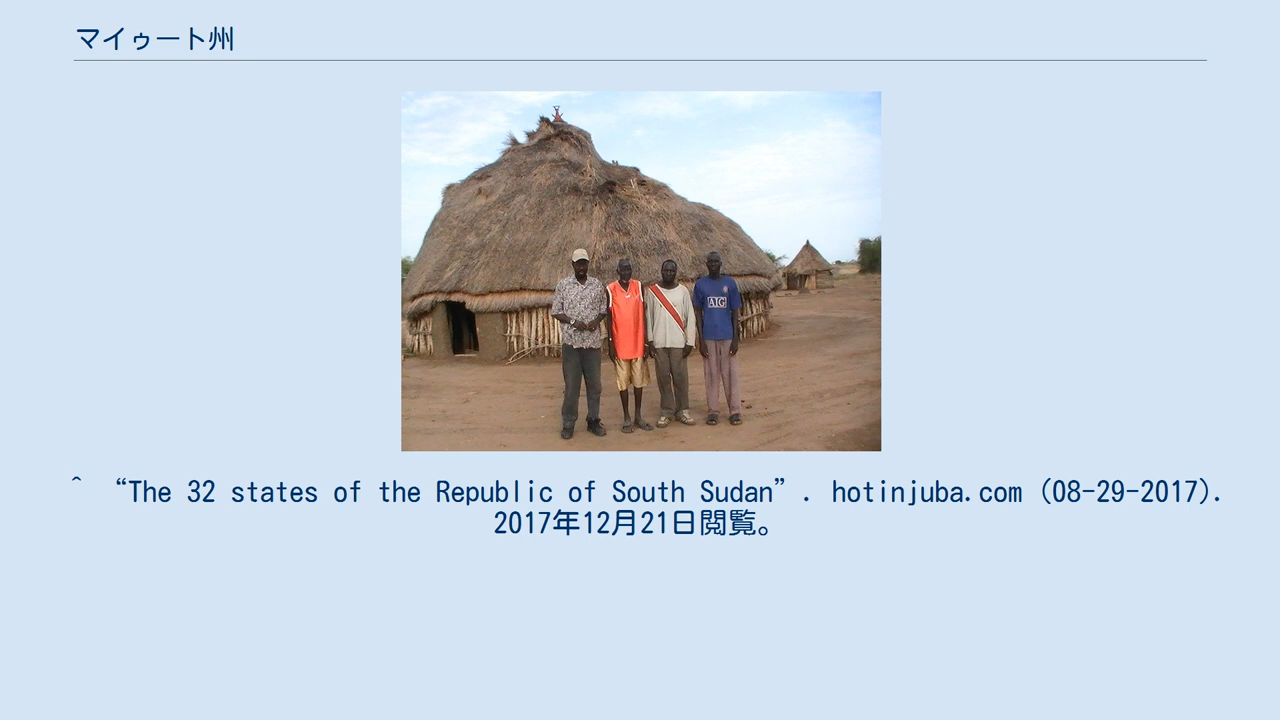 マイゥート州
AIG
^ “The 32 states of the Republic of South Sudan”. hotinjuba.com (08-29-2017).
2017年12月21日閲覧。